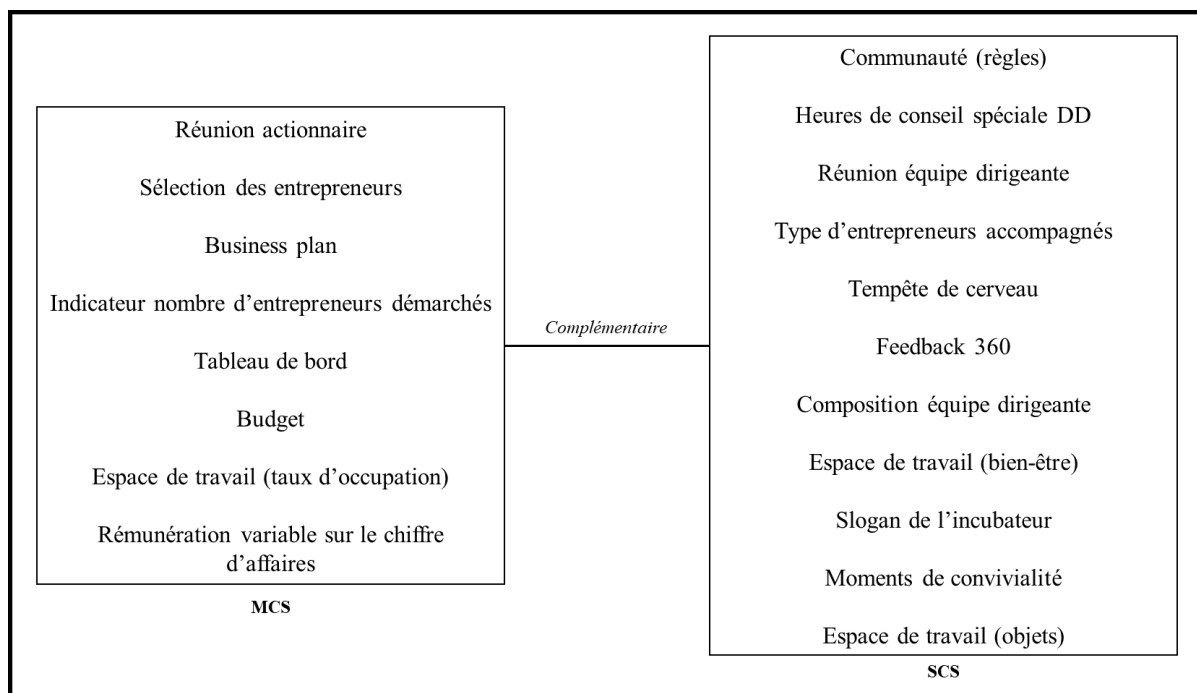 Réunion actionnaire
Sélection des entrepreneurs
Business plan
Indicateur nombre d'entrepreneurs démarchés
Tableau de bord
Budget
Espace de travail (taux d'occupation)
Rémunération variable sur le chiffre
d'affaires
MCS
Complémentaire
Communauté (règles)
Heures de conseil spéciale DD
Réunion équipe dirigeante
Type d'entrepreneurs accompagnés
Tempête de cerveau
Feedback 360
Composition équipe dirigeante
Espace de travail (bien-être)
Slogan de l'incubateur
Moments de convivialité
Espace de travail (objets)
SCS